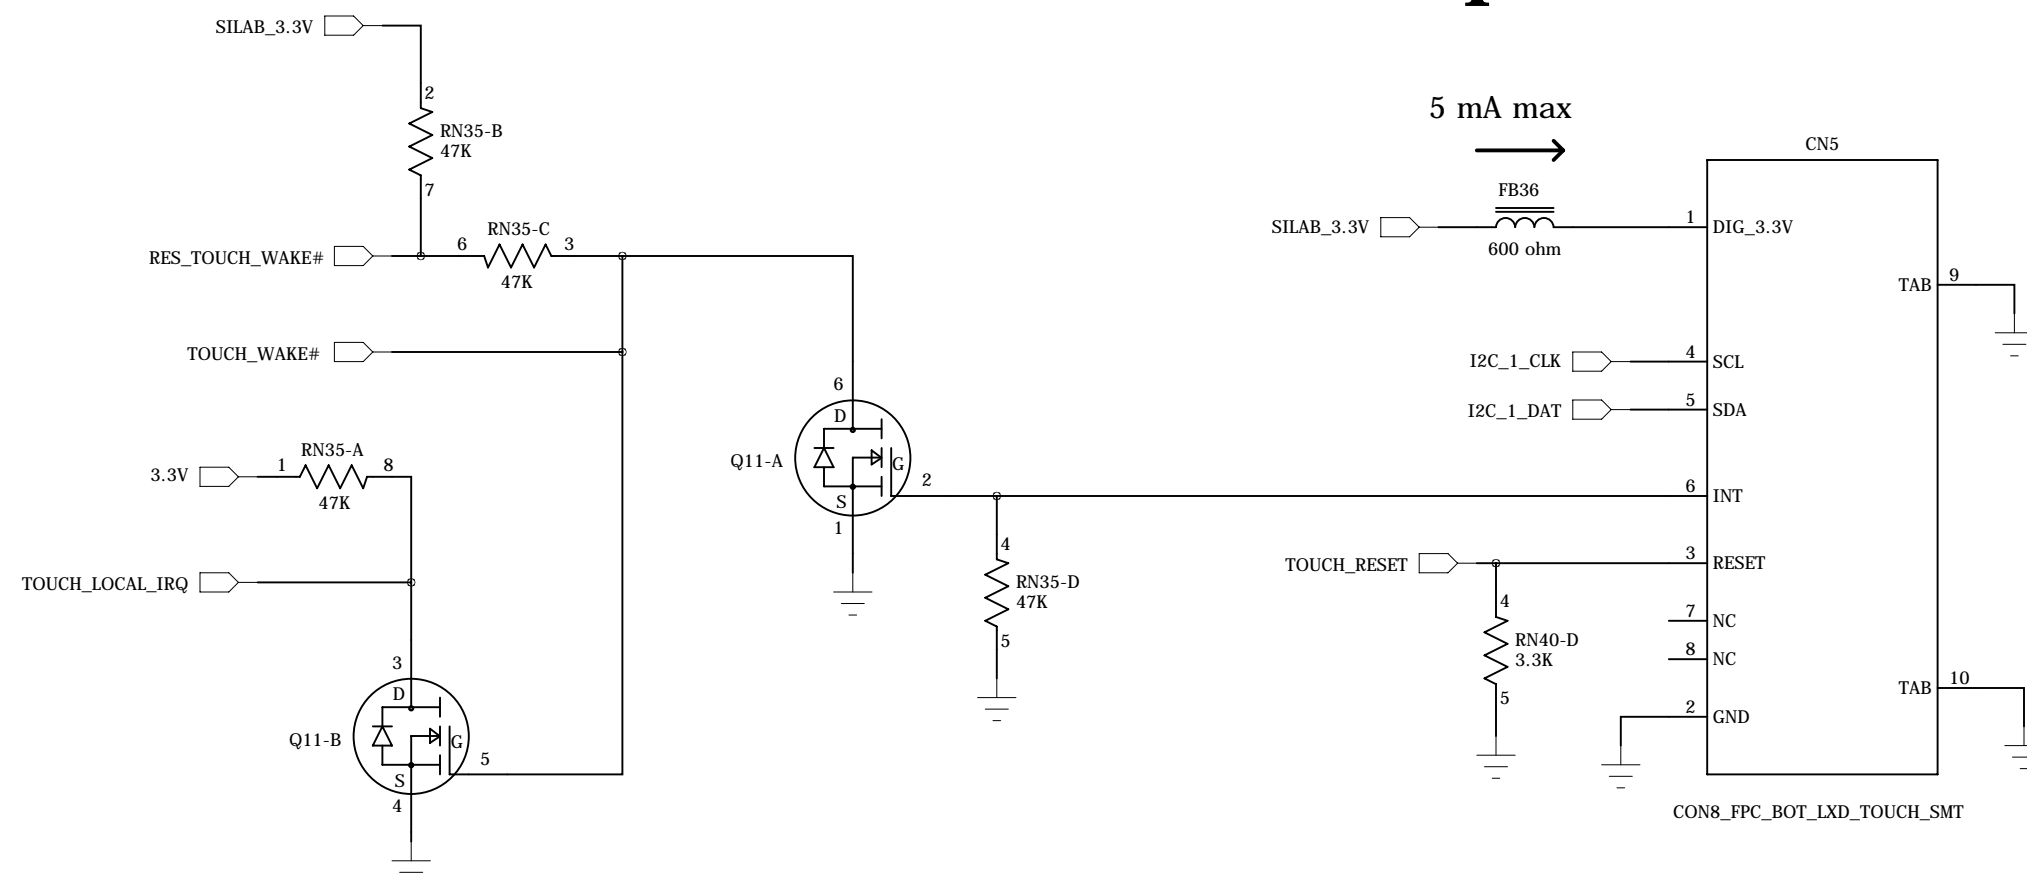 SILAB_3.3V
2
RN35-B
47K
7
RES_TOUCH_WAKE#
6
RN35-C
3
47K
TOUCH_WAKE#
3.3V
1
RN35-A
8
47K
TOUCH_LOCAL_IRQ
3
D
Q11-B
G
5
S
4
6
D
Q11-A
G
2
S
1
4
RN35-D
47K
5
5 mA max
CN5
FB36
SILAB_3.3V
600 ohm
1
DIG_3.3V
TAB
9
I2C_1_CLK
4
SCL
I2C_1_DAT
5
SDA
6
INT
TOUCH_RESET
3
RESET
4
RN40-D
3.3K
5
7
NC
8
NC
TAB
10
2
GND
CON8_FPC_BOT_LXD_TOUCH_SMT